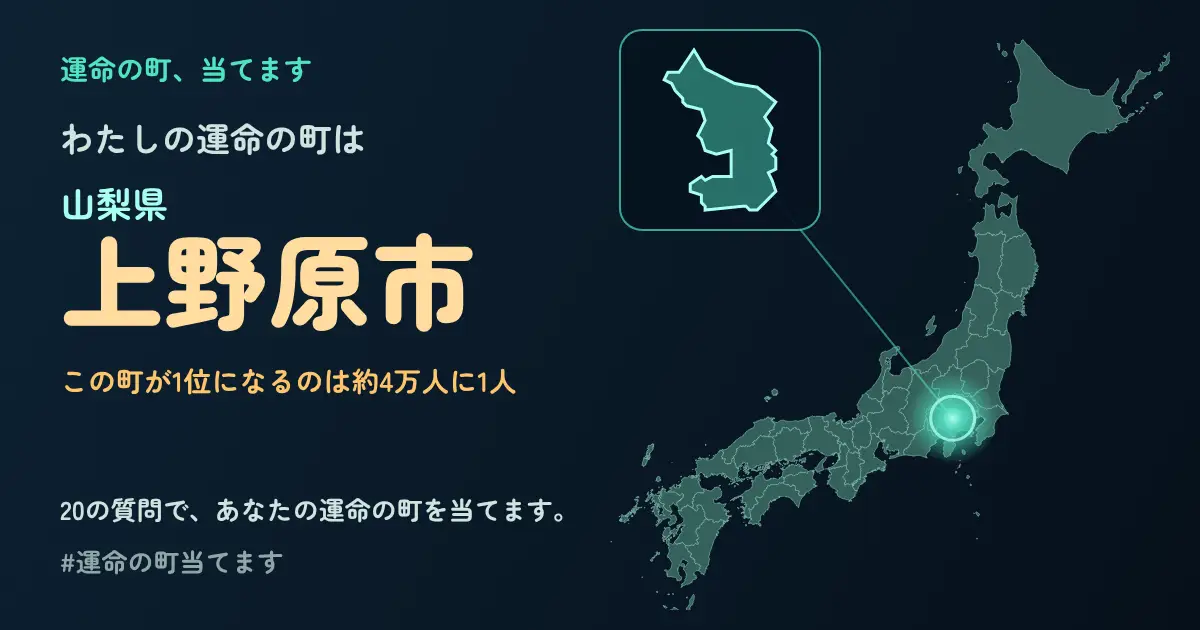 運命の町、当てます
わたしの運命の町は
山梨県
上野原市
この町が1位になるのは約4万人に1人
20の質問で、あなたの運命の町を当てます。
#運命の町当てます